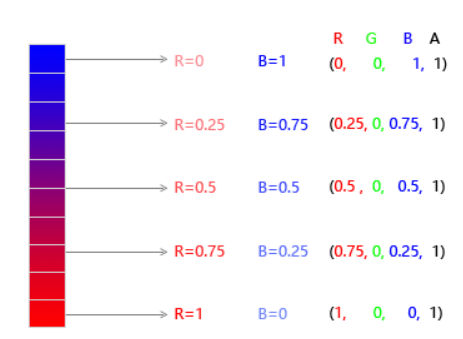 R G B A
R=0 B=1 (0, 0, 1, 1)
R=0.25 B=0.75 (0.25, 0, 0.75, 1)
R=0.5 B=0.5 (0.5 , 0, 0.5, 1)
R=0.75 B=0.25 (0.75, 0, 0.25, 1)
R=1 B=0 (1, 0, 0, 1)